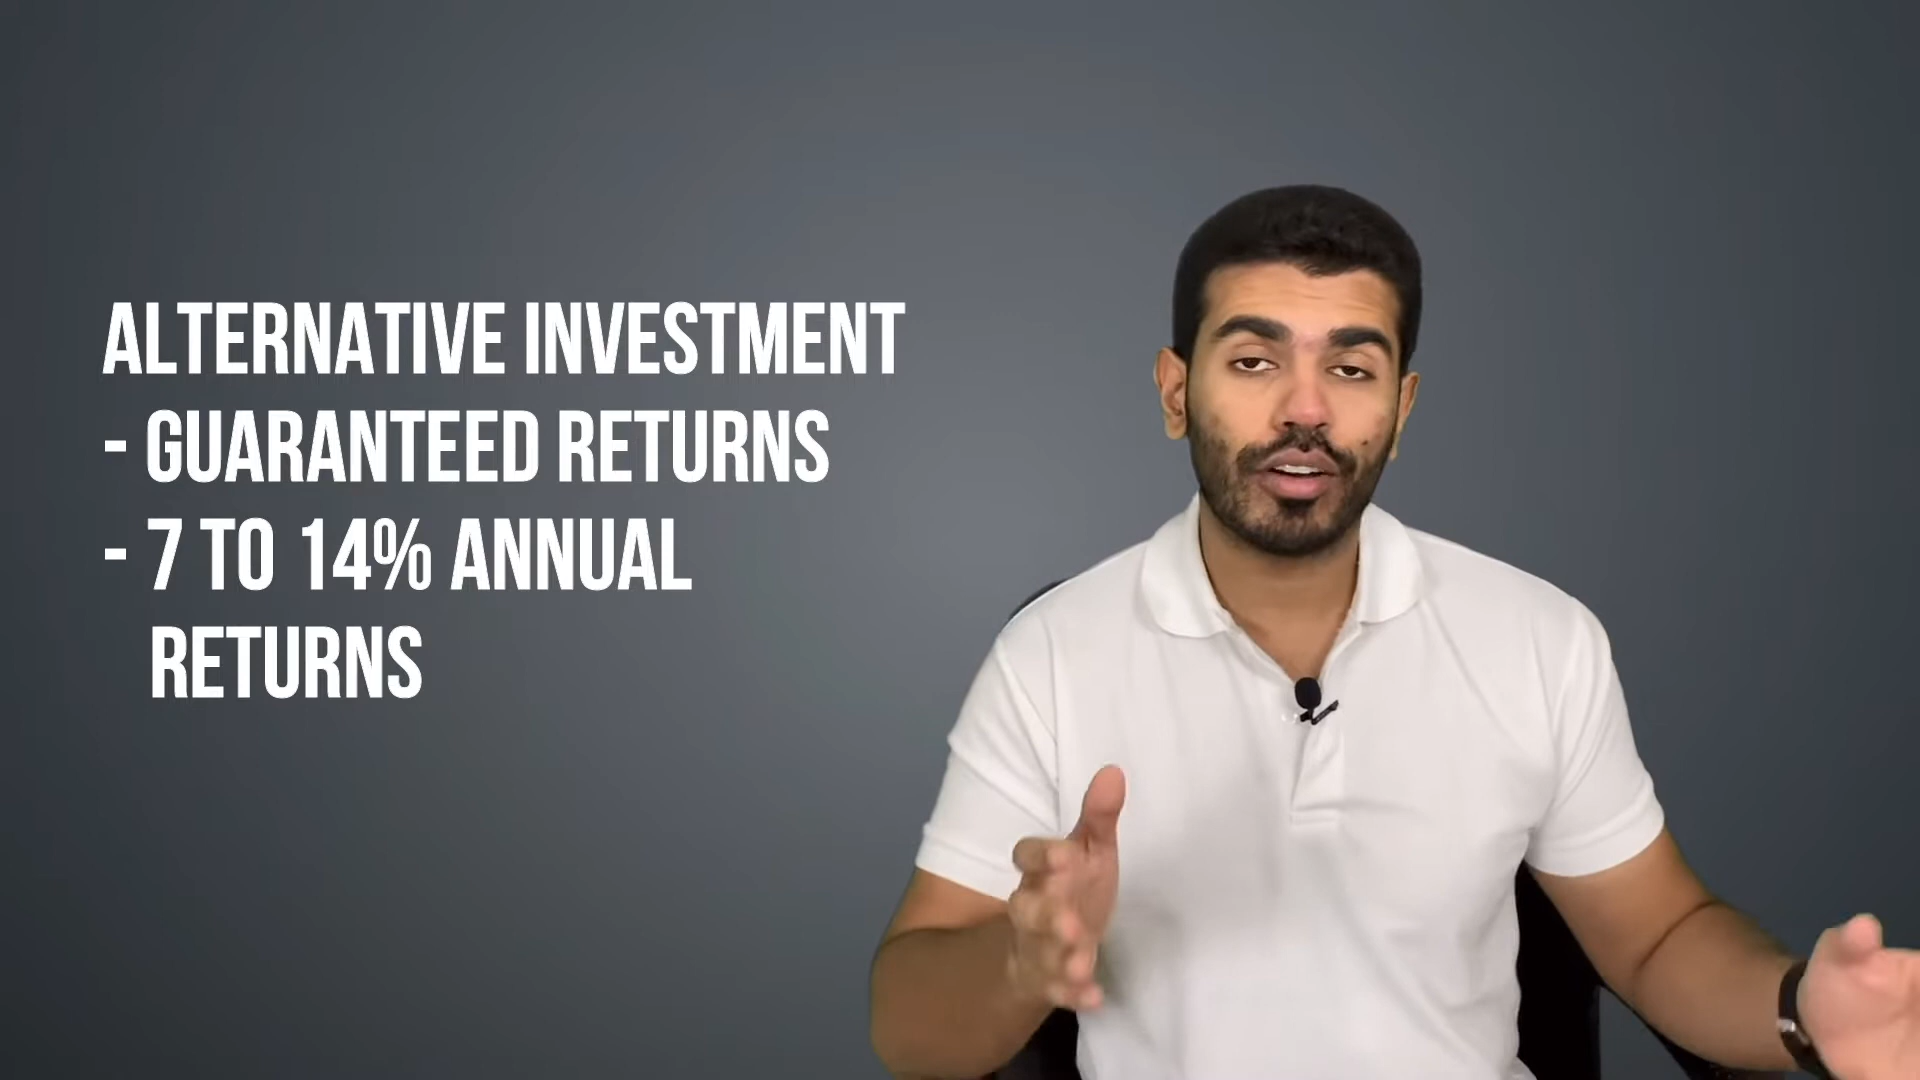 ALTERNATIVE INVESTMENT
- GUARANTEED RETURNS
- 7 TO 14% ANNUAL
RETURNS